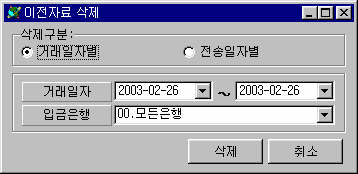 이전자료 삭제
삭제구분:
거래일자별 전송일자별
거래일자 2003-02-26 ~ 2003-02-26
입금은행 00.모든은행
삭제 취소